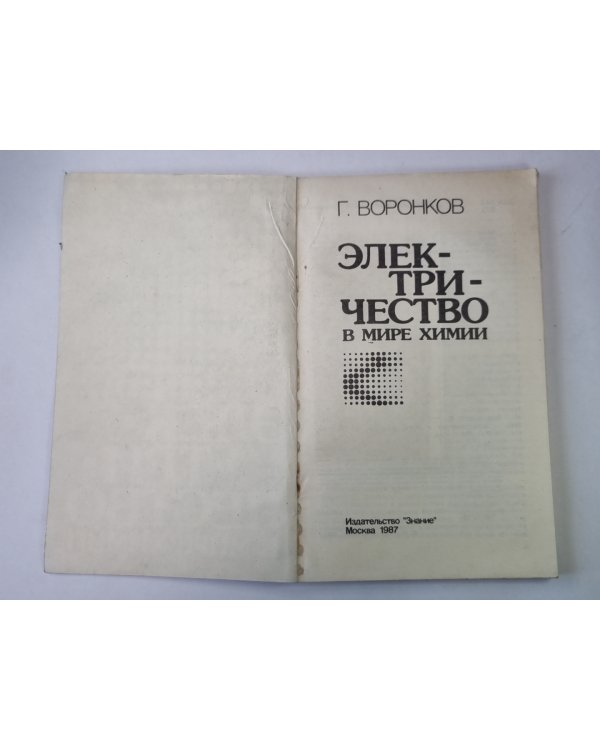 Г. ВОРОНКОВ
ЭЛЕК-
ТРИ-
ЧЕСТВО
В МИРЕ ХИМИИ
Издательство "Знание"
Москва 1987